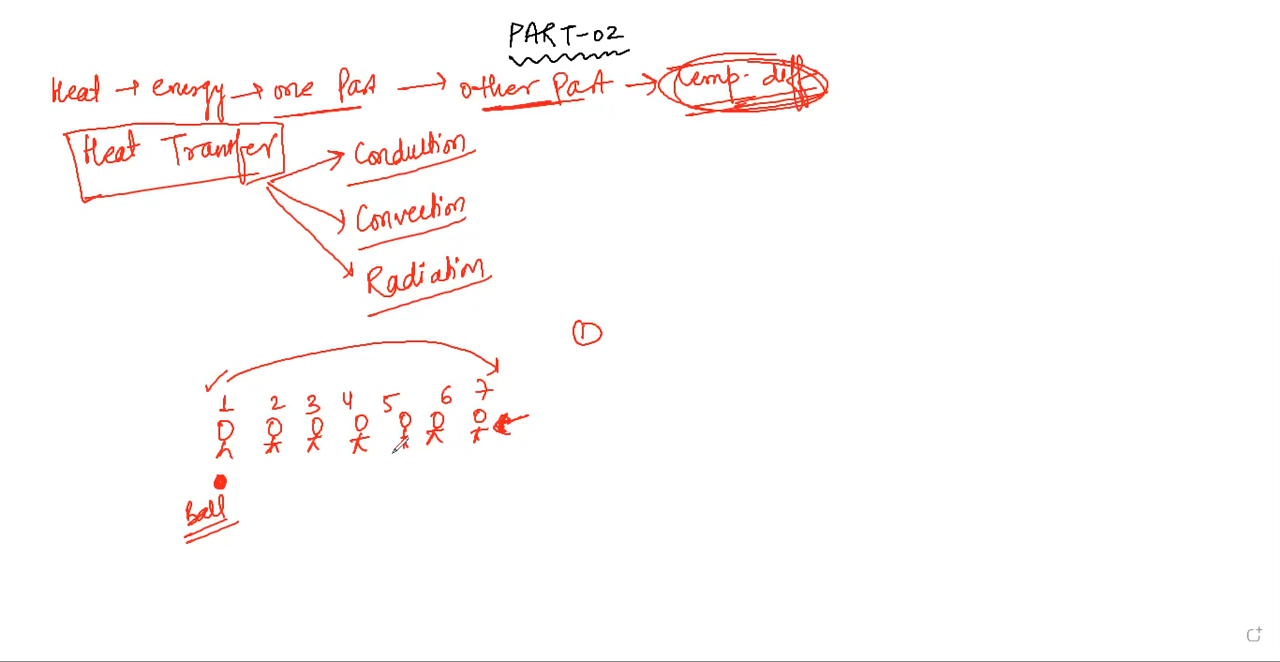 PART-02
Heat → energy → one Part → other Part → temp. diff
Heat Transfer
Conduction
Convection
Radiation
①
1 2 3 4 5 6 7
Ball